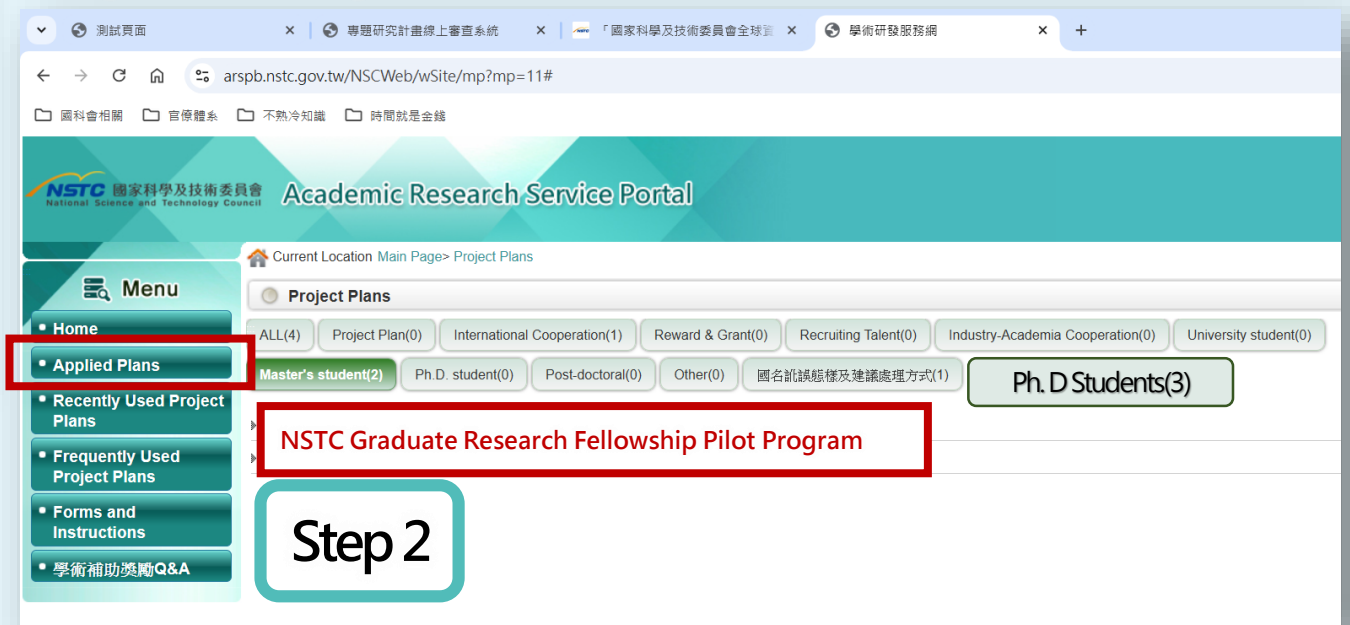 測試頁面
專題研究計畫線上審查系統
「國家科學及技術委員會全球資
學術研發服務網
arspb.nstc.gov.tw/NSCWeb/wSite/mp?mp=11#
國科會相關
官僚體系
不熟冷知識
時間就是金錢
NSTC 國家科學及技術委員會
National Science and Technology Council
Academic Research Service Portal
Current Location Main Page> Project Plans
Menu
Project Plans
Home
Applied Plans
Recently Used Project
Plans
Frequently Used
Project Plans
Forms and
Instructions
學術補助獎勵Q&A
ALL(4)
Project Plan(0)
International Cooperation(1)
Reward & Grant(0)
Recruiting Talent(0)
Industry-Academia Cooperation(0)
University student(0)
Master's student(2)
Ph.D. student(0)
Post-doctoral(0)
Other(0)
國名訛誤態樣及建議處理方式(1)
Ph. D Students(3)
NSTC Graduate Research Fellowship Pilot Program
Step 2